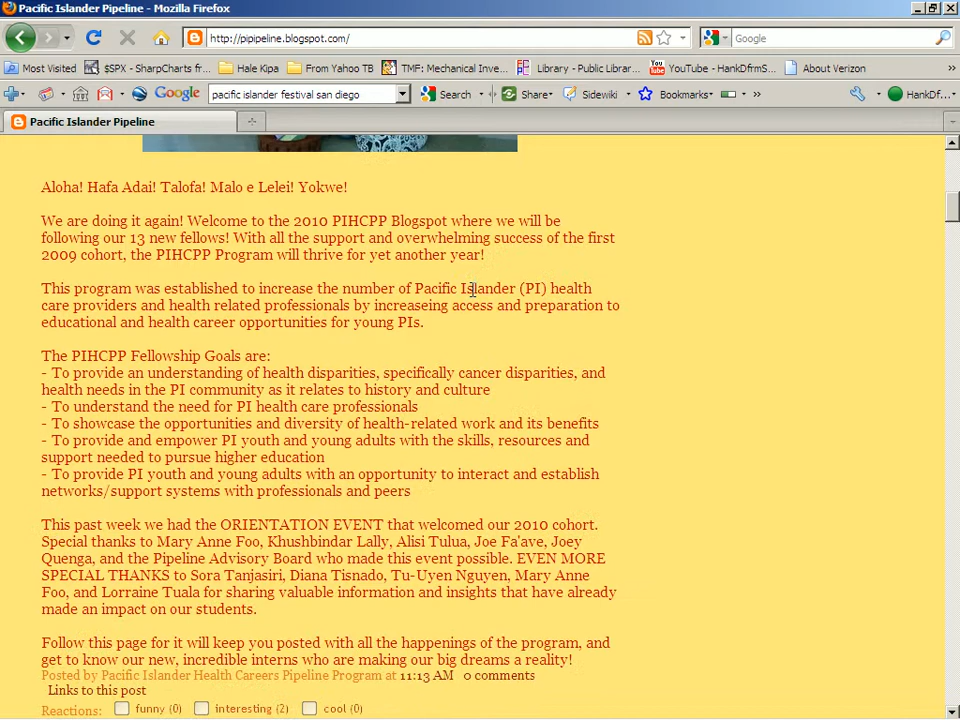 Pacific Islander Pipeline - Mozilla Firefox
http://pipipeline.blogspot.com/
Google
Most Visited $SPX - SharpCharts fr... Hale Kipa From Yahoo TB TMF: Mechanical Inve... Library - Public Librar... YouTube - HankDfrmS... About Verizon »
Google pacific islander festival san diego Search Share Sidewiki Bookmarks » HankDf...
Pacific Islander Pipeline
Aloha! Hafa Adai! Talofa! Malo e Lelei! Yokwe!
We are doing it again! Welcome to the 2010 PIHCPP Blogspot where we will be
following our 13 new fellows! With all the support and overwhelming success of the first
2009 cohort, the PIHCPP Program will thrive for yet another year!
This program was established to increase the number of Pacific Islander (PI) health
care providers and health related professionals by increaseing access and preparation to
educational and health career opportunities for young PIs.
The PIHCPP Fellowship Goals are:
- To provide an understanding of health disparities, specifically cancer disparities, and
health needs in the PI community as it relates to history and culture
- To understand the need for PI health care professionals
- To showcase the opportunities and diversity of health-related work and its benefits
- To provide and empower PI youth and young adults with the skills, resources and
support needed to pursue higher education
- To provide PI youth and young adults with an opportunity to interact and establish
networks/support systems with professionals and peers
This past week we had the ORIENTATION EVENT that welcomed our 2010 cohort.
Special thanks to Mary Anne Foo, Khushbindar Lally, Alisi Tulua, Joe Fa'ave, Joey
Quenga, and the Pipeline Advisory Board who made this event possible. EVEN MORE
SPECIAL THANKS to Sora Tanjasiri, Diana Tisnado, Tu-Uyen Nguyen, Mary Anne
Foo, and Lorraine Tuala for sharing valuable information and insights that have already
made an impact on our students.
Follow this page for it will keep you posted with all the happenings of the program, and
get to know our new, incredible interns who are making our big dreams a reality!
Posted by Pacific Islander Health Careers Pipeline Program at 11:13 AM 0 comments
Links to this post
Reactions: funny (0) interesting (2) cool (0)